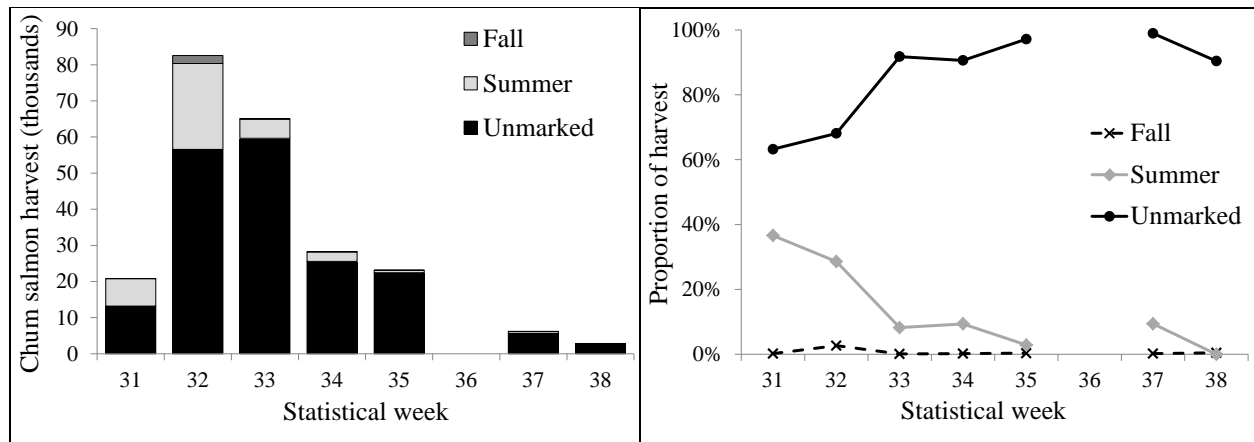 Chum salmon harvest (thousands)
90
80
70
60
50
40
30
20
10
0
Fall
Summer
Unmarked
31 32 33 34 35 36 37 38
Statistical week
Proportion of harvest
100%
80%
60%
40%
20%
0%
Fall
Summer
Unmarked
31 32 33 34 35 36 37 38
Statistical week